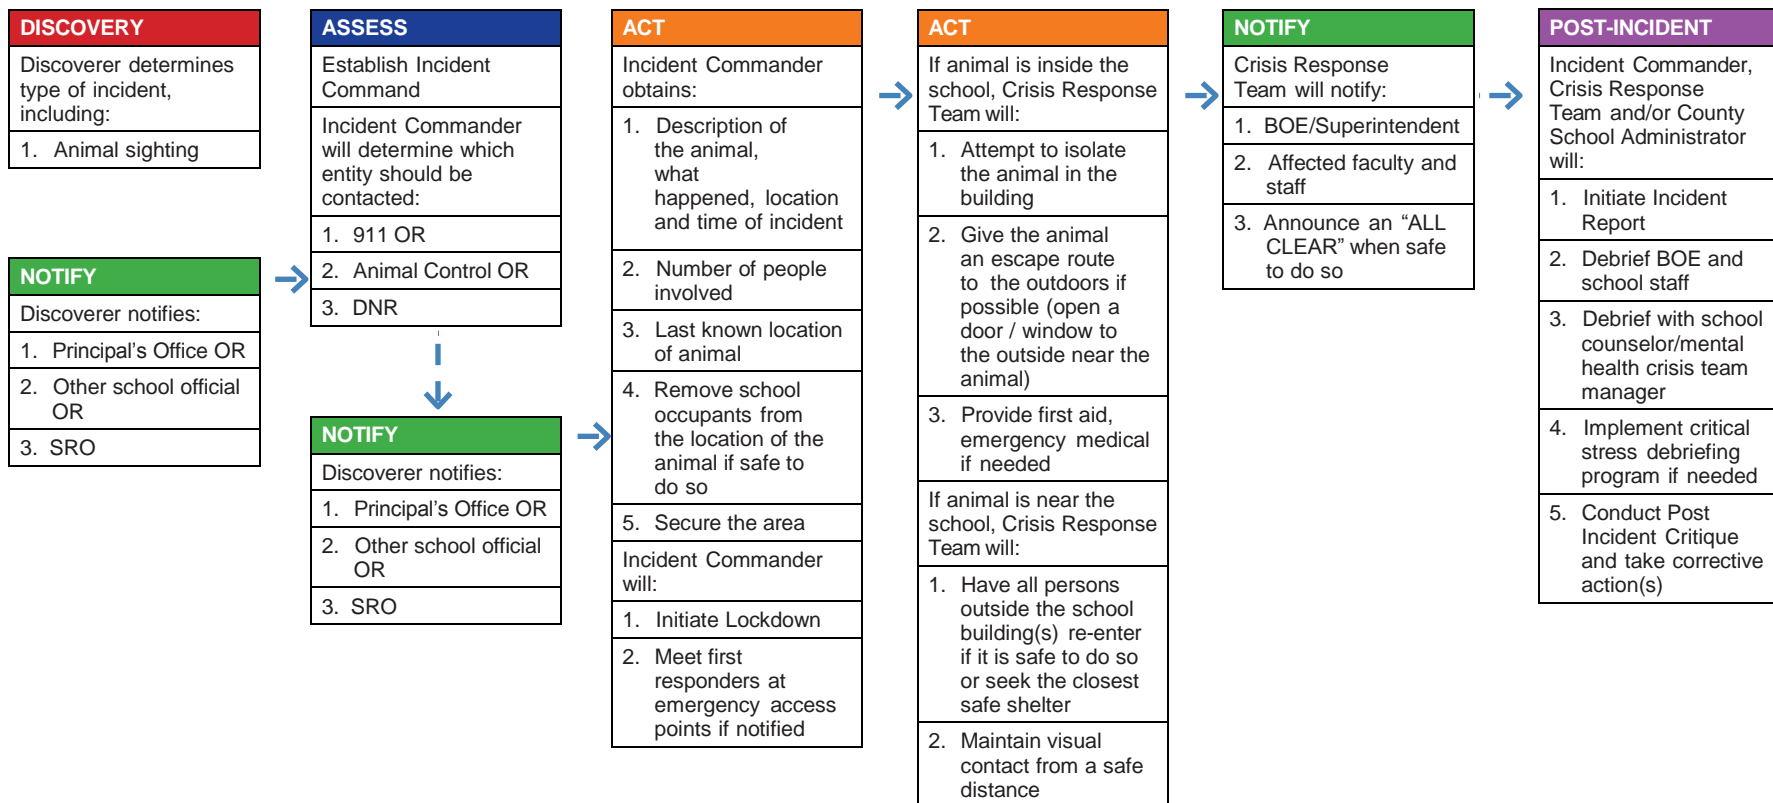 DISCOVERY
Discoverer determines
type of incident,
including:
1. Animal sighting
NOTIFY
Discoverer notifies:
1. Principal's Office OR
2. Other school official
OR
3. SRO
ASSESS
Establish Incident
Command
Incident Commander
will determine which
entity should be
contacted:
1. 911 OR
2. Animal Control OR
3. DNR
NOTIFY
Discoverer notifies:
1. Principal's Office OR
2. Other school official
OR
3. SRO
ACT
Incident Commander
obtains:
1. Description of
the animal,
what
happened, location
and time of incident
2. Number of people
involved
3. Last known location
of animal
4. Remove school
occupants from
the location of the
animal if safe to
do so
5. Secure the area
Incident Commander
will:
1. Initiate Lockdown
2. Meet first
responders at
emergency access
points if notified
ACT
If animal is inside the
school, Crisis Response
Team will:
1. Attempt to isolate
the animal in the
building
2. Give the animal
an escape route
to the outdoors if
possible (open a
door / window to
the outside near the
animal)
3. Provide first aid,
emergency medical
if needed
If animal is near the
school, Crisis Response
Team will:
1. Have all persons
outside the school
building(s) re-enter
if it is safe to do so
or seek the closest
safe shelter
2. Maintain visual
contact from a safe
distance
NOTIFY
Crisis Response
Team will notify:
1. BOE/Superintendent
2. Affected faculty and
staff
3. Announce an “ALL
CLEAR” when safe
to do so
POST-INCIDENT
Incident Commander,
Crisis Response
Team and/or County
School Administrator
will:
1. Initiate Incident
Report
2. Debrief BOE and
school staff
3. Debrief with school
counselor/mental
health crisis team
manager
4. Implement critical
stress debriefing
program if needed
5. Conduct Post
Incident Critique
and take corrective
action(s)